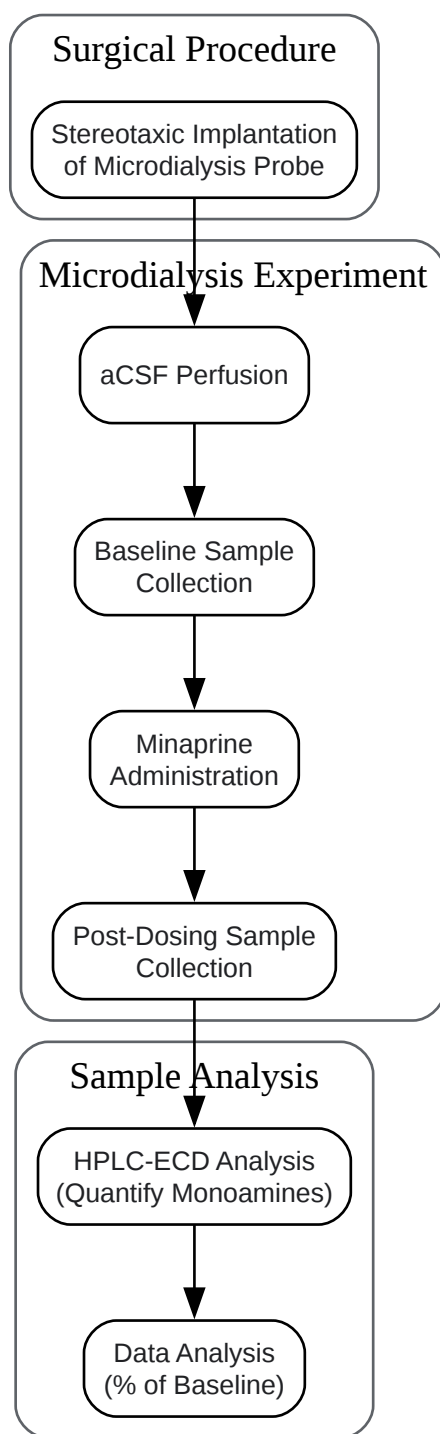 Surgical Procedure
Stereotaxic Implantation
of Microdialysis Probe
Microdialysis Experiment
aCSF Perfusion
Baseline Sample
Collection
Minaprine
Administration
Post-Dosing Sample
Collection
Sample Analysis
HPLC-ECD Analysis
(Quantify Monoamines)
Data Analysis
(% of Baseline)